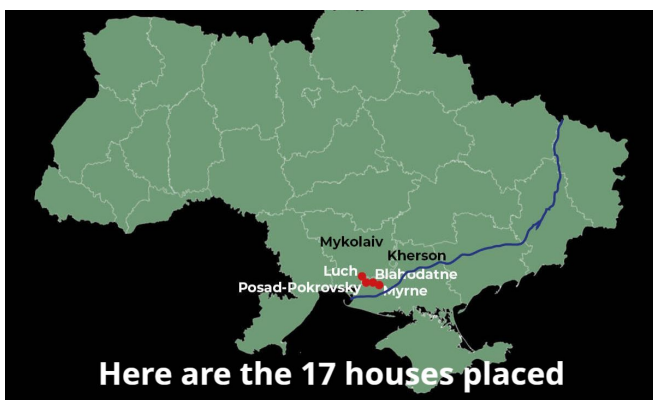 Mykolaiv
Kherson
Luch
Blahodatne
Posad-Pokrovsky
Myrne
Here are the 17 houses placed